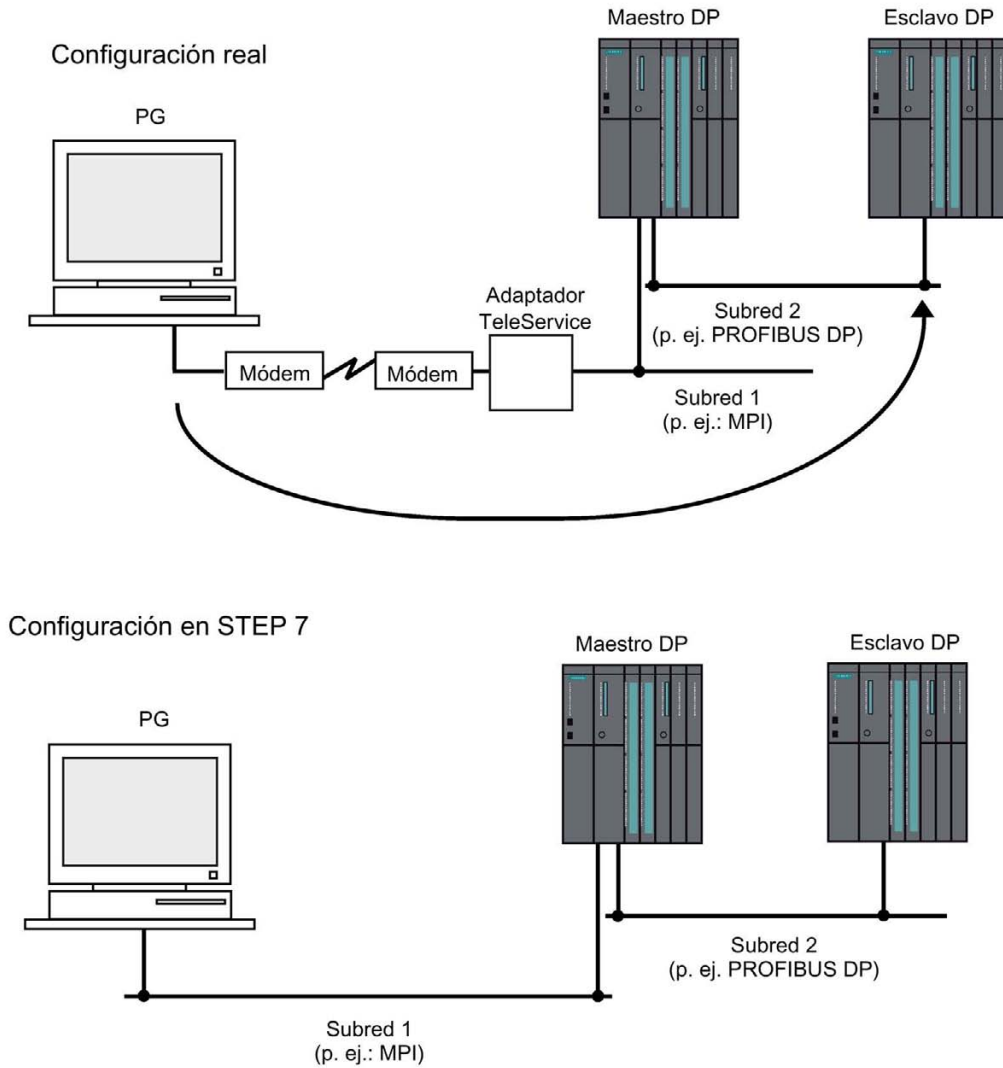 Maestro DP
Esclavo DP
Configuración real
PG
Adaptador
TeleService
Módem
Módem
Subred 2
(p. ej. PROFIBUS DP)
Subred 1
(p. ej.: MPI)
Configuración en STEP 7
Maestro DP
Esclavo DP
PG
Subred 2
(p. ej. PROFIBUS DP)
Subred 1
(p. ej.: MPI)